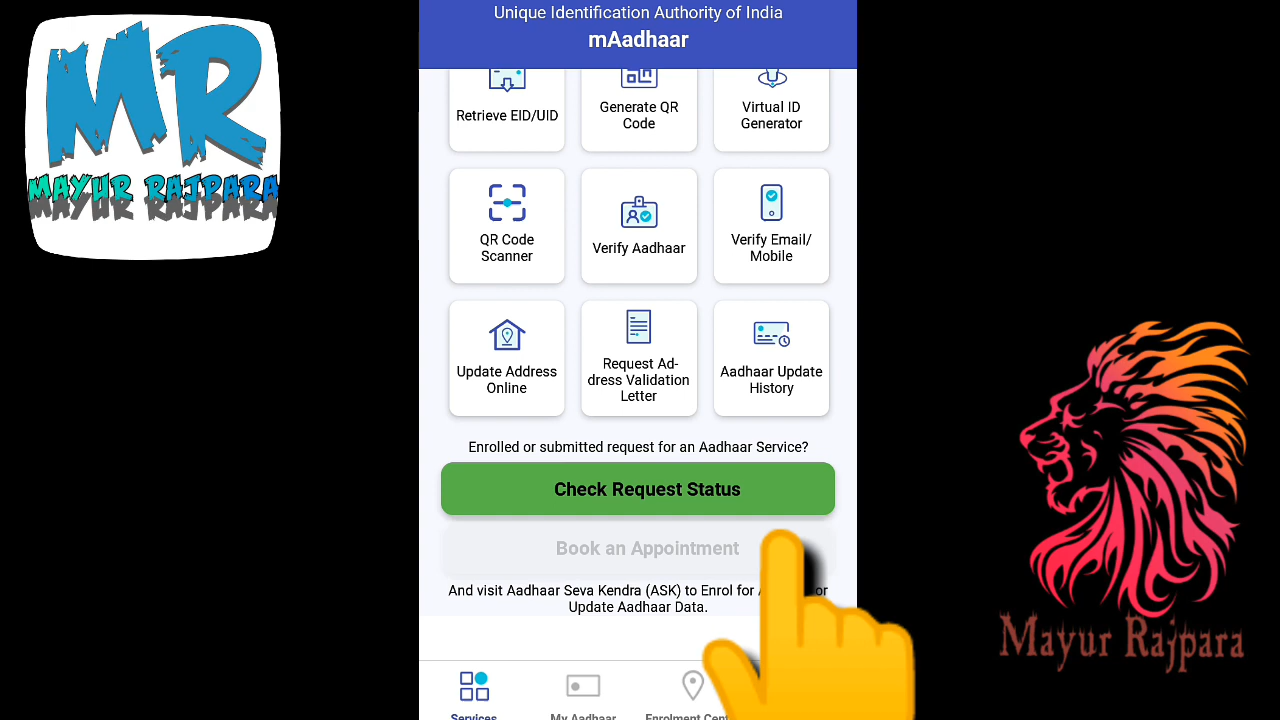 MR
MAYUR RAJPARA
Unique Identification Authority of India
mAadhaar
Retrieve EID/UID
Generate QR
Code
Virtual ID
Generator
QR Code
Scanner
Verify Aadhaar
Verify Email/
Mobile
Update Address
Online
Request Ad-
dress Validation
Letter
Aadhaar Update
History
Enrolled or submitted request for an Aadhaar Service?
Check Request Status
Book an Appointment
And visit Aadhaar Seva Kendra (ASK) to Enrol for or
Update Aadhaar Data.
Services
My Aadhaar
Enrolment
Mayur Rajpara